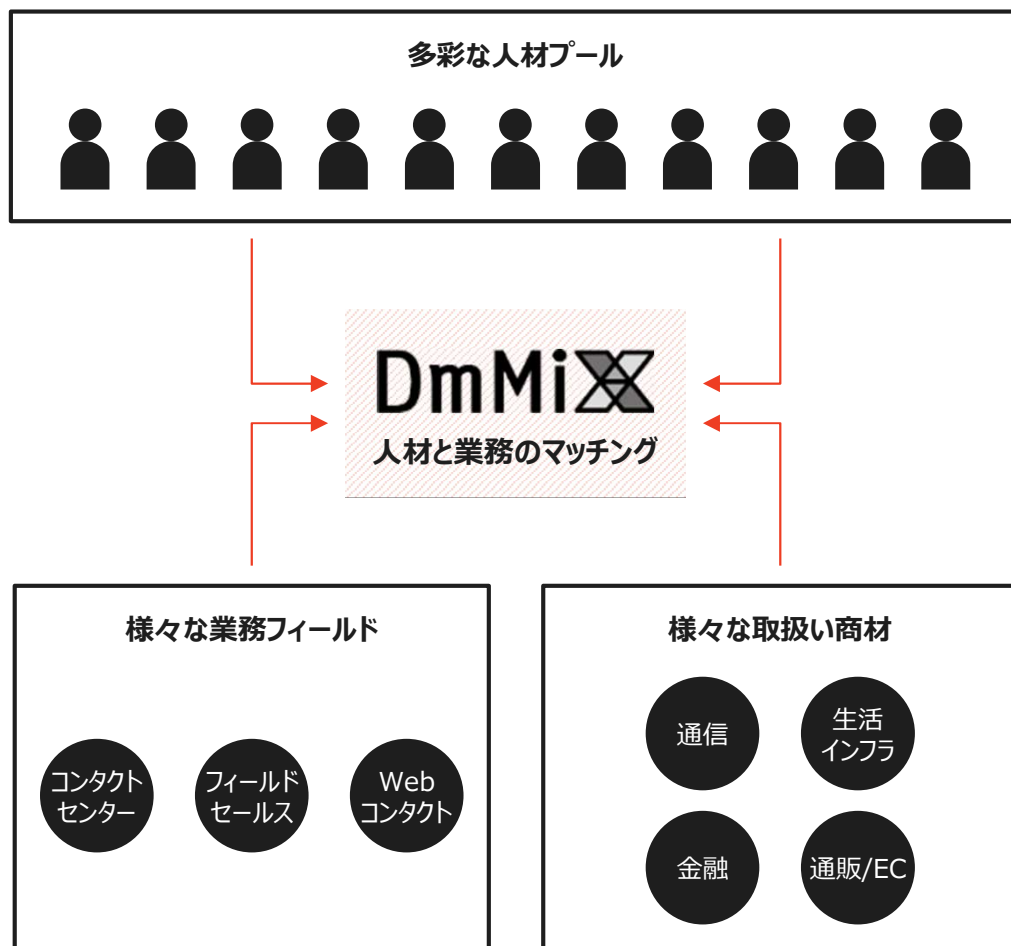 多彩な人材プール
DmMiX
人材と業務のマッチング
様々な業務フィールド
コンタクト
センター
フィールド
セールス
Web
コンタクト
様々な取扱い商材
通信
生活
インフラ
金融
通販/EC